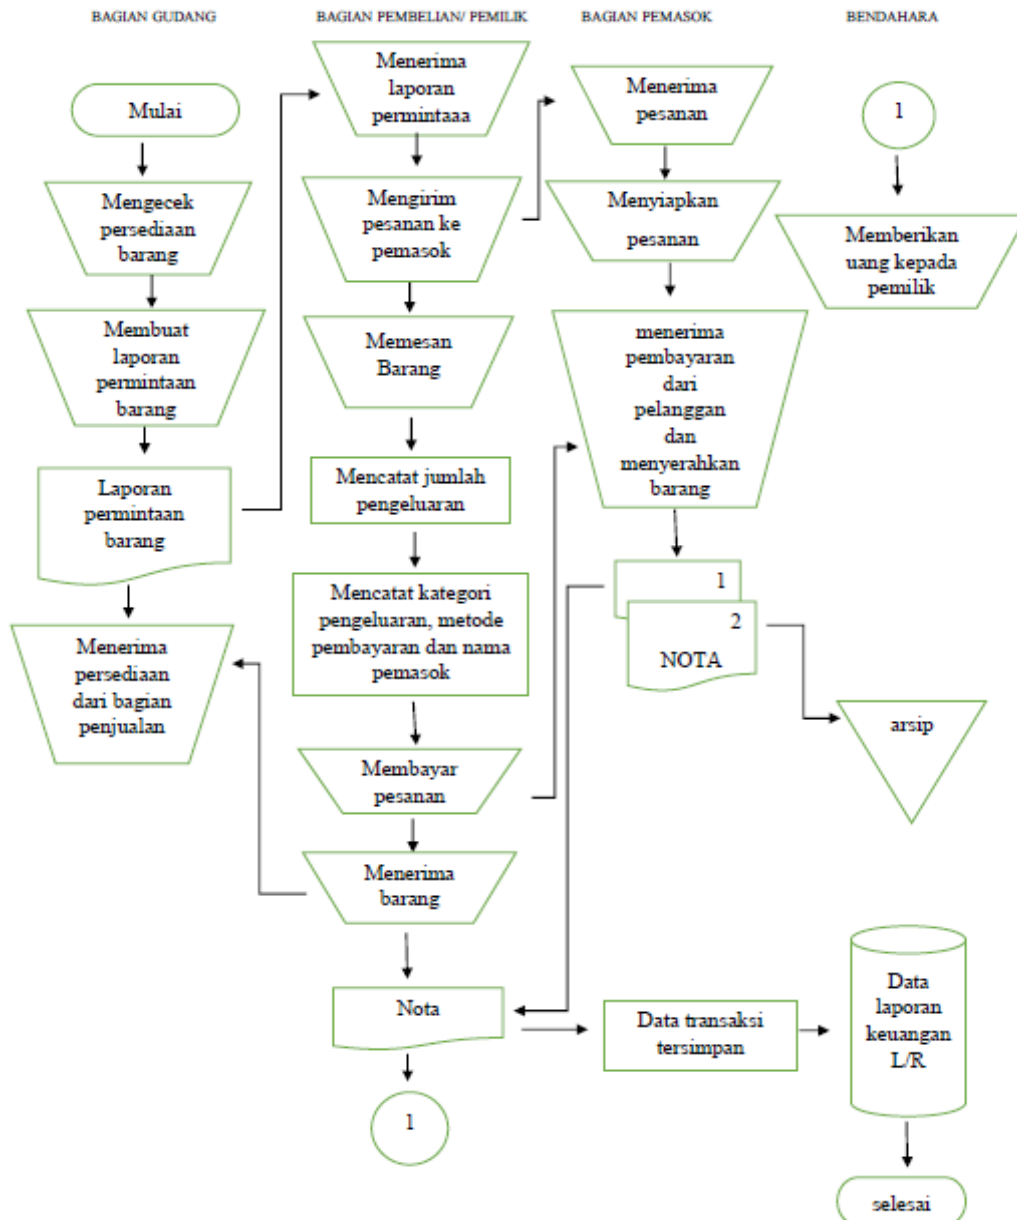 BAGIAN GUDANG
BAGIAN PEMBELIAN/ PEMILIK
BAGIAN PEMASOK
BENDAHARA
Mulai
Mengecek
persediaan
barang
Membuat
laporan
permintaan
barang
Laporan
permintaan
barang
Menerima
persediaan
dari bagian
penjualan
Menerima
laporan
permintaaa
Mengirim
pesanan ke
pemasok
Memesan
Barang
Mencatat jumlah
pengeluaran
Mencatat kategori
pengeluaran, metode
pembayaran dan nama
pemasok
Membayar
pesanan
Menerima
barang
Nota
1
Menerima
pesanan
Menyiapkan
pesanan
menerima
pembayaran
dari
pelanggan
dan
menyerahkan
barang
1
2
NOTA
Data transaksi
tersimpan
1
Memberikan
uang kepada
pemilik
arsip
Data
laporan
keuangan
L/R
selesai